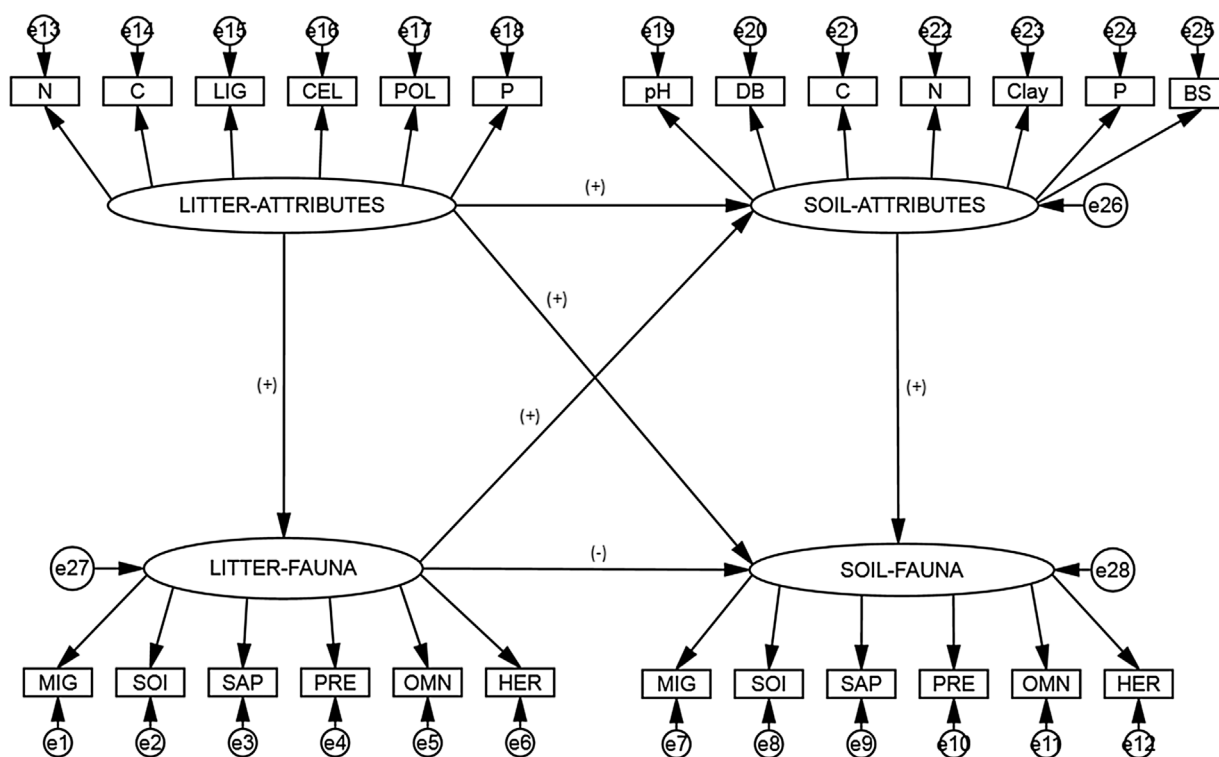 e13 e14 e15 e16 e17 e18 e19 e20 e21 e22 e23 e24 e25
N C LIG CEL POL P pH DB C N Clay P BS
(+)
LITTER-ATTRIBUTES SOIL-ATTRIBUTES e26
(+)
(+) (+) (+)
(-)
e27 LITTER-FAUNA SOIL-FAUNA e28
MIG SOI SAP PRE OMN HER MIG SOI SAP PRE OMN HER
e1 e2 e3 e4 e5 e6 e7 e8 e9 e10 e11 e12